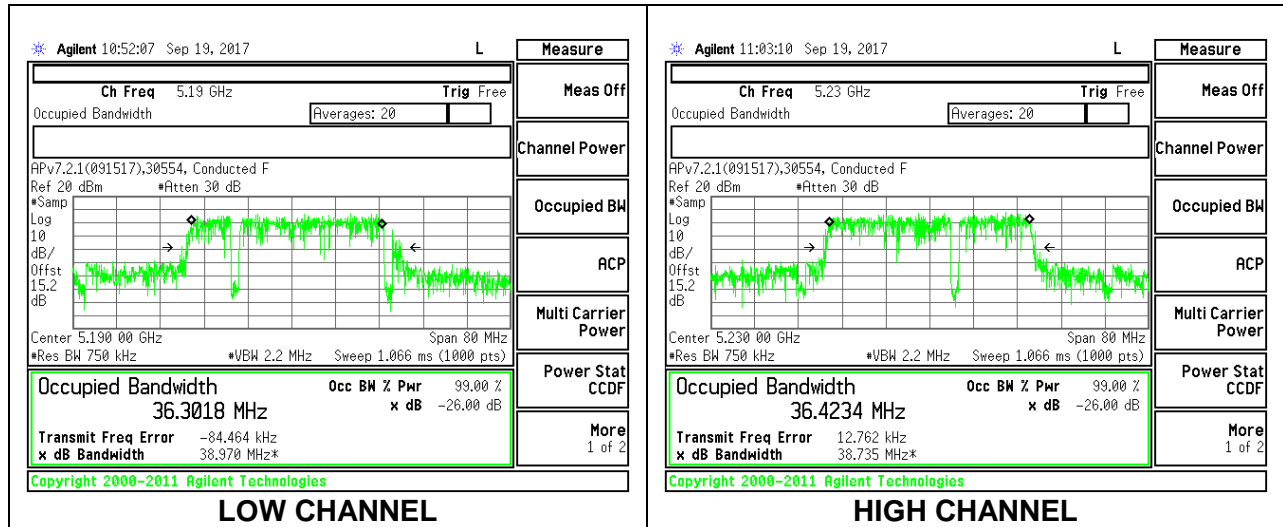 Agilent 10:52:07 Sep 19, 2017 L
Measure
Ch Freq 5.19 GHz Trig Free
Occupied Bandwidth Averages: 20
APv7.2.1(091517),30554, Conducted F
Ref 20 dBm #Atten 30 dB
#Samp
Log
10
dB/
Offst
15.2
dB
Center 5.190 00 GHz Span 80 MHz
#Res BW 750 kHz #VBW 2.2 MHz Sweep 1.066 ms (1000 pts)
Occupied Bandwidth
36.3018 MHz
Occ BW % Pwr 99.00 %
x dB -26.00 dB
Transmit Freq Error -84.464 kHz
x dB Bandwidth 38.970 MHz*
Copyright 2000-2011 Agilent Technologies
Meas Off
Channel Power
Occupied BW
ACP
Multi Carrier
Power
Power Stat
CCDF
More
1 of 2
LOW CHANNEL
Agilent 11:03:10 Sep 19, 2017 L
Measure
Ch Freq 5.23 GHz Trig Free
Occupied Bandwidth Averages: 20
APv7.2.1(091517),30554, Conducted F
Ref 20 dBm #Atten 30 dB
#Samp
Log
10
dB/
Offst
15.2
dB
Center 5.230 00 GHz Span 80 MHz
#Res BW 750 kHz #VBW 2.2 MHz Sweep 1.066 ms (1000 pts)
Occupied Bandwidth
36.4234 MHz
Occ BW % Pwr 99.00 %
x dB -26.00 dB
Transmit Freq Error 12.762 kHz
x dB Bandwidth 38.735 MHz*
Copyright 2000-2011 Agilent Technologies
Meas Off
Channel Power
Occupied BW
ACP
Multi Carrier
Power
Power Stat
CCDF
More
1 of 2
HIGH CHANNEL